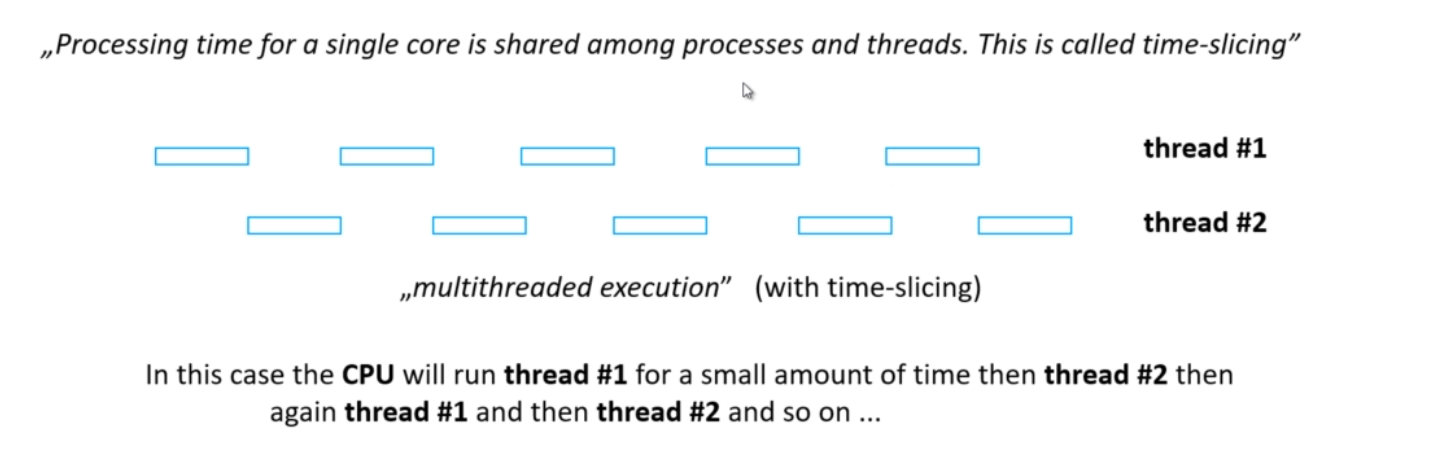 „Processing time for a single core is shared among processes and threads. This is called time-slicing”
thread #1
thread #2
„multithreaded execution” (with time-slicing)
In this case the CPU will run thread #1 for a small amount of time then thread #2 then
again thread #1 and then thread #2 and so on ...